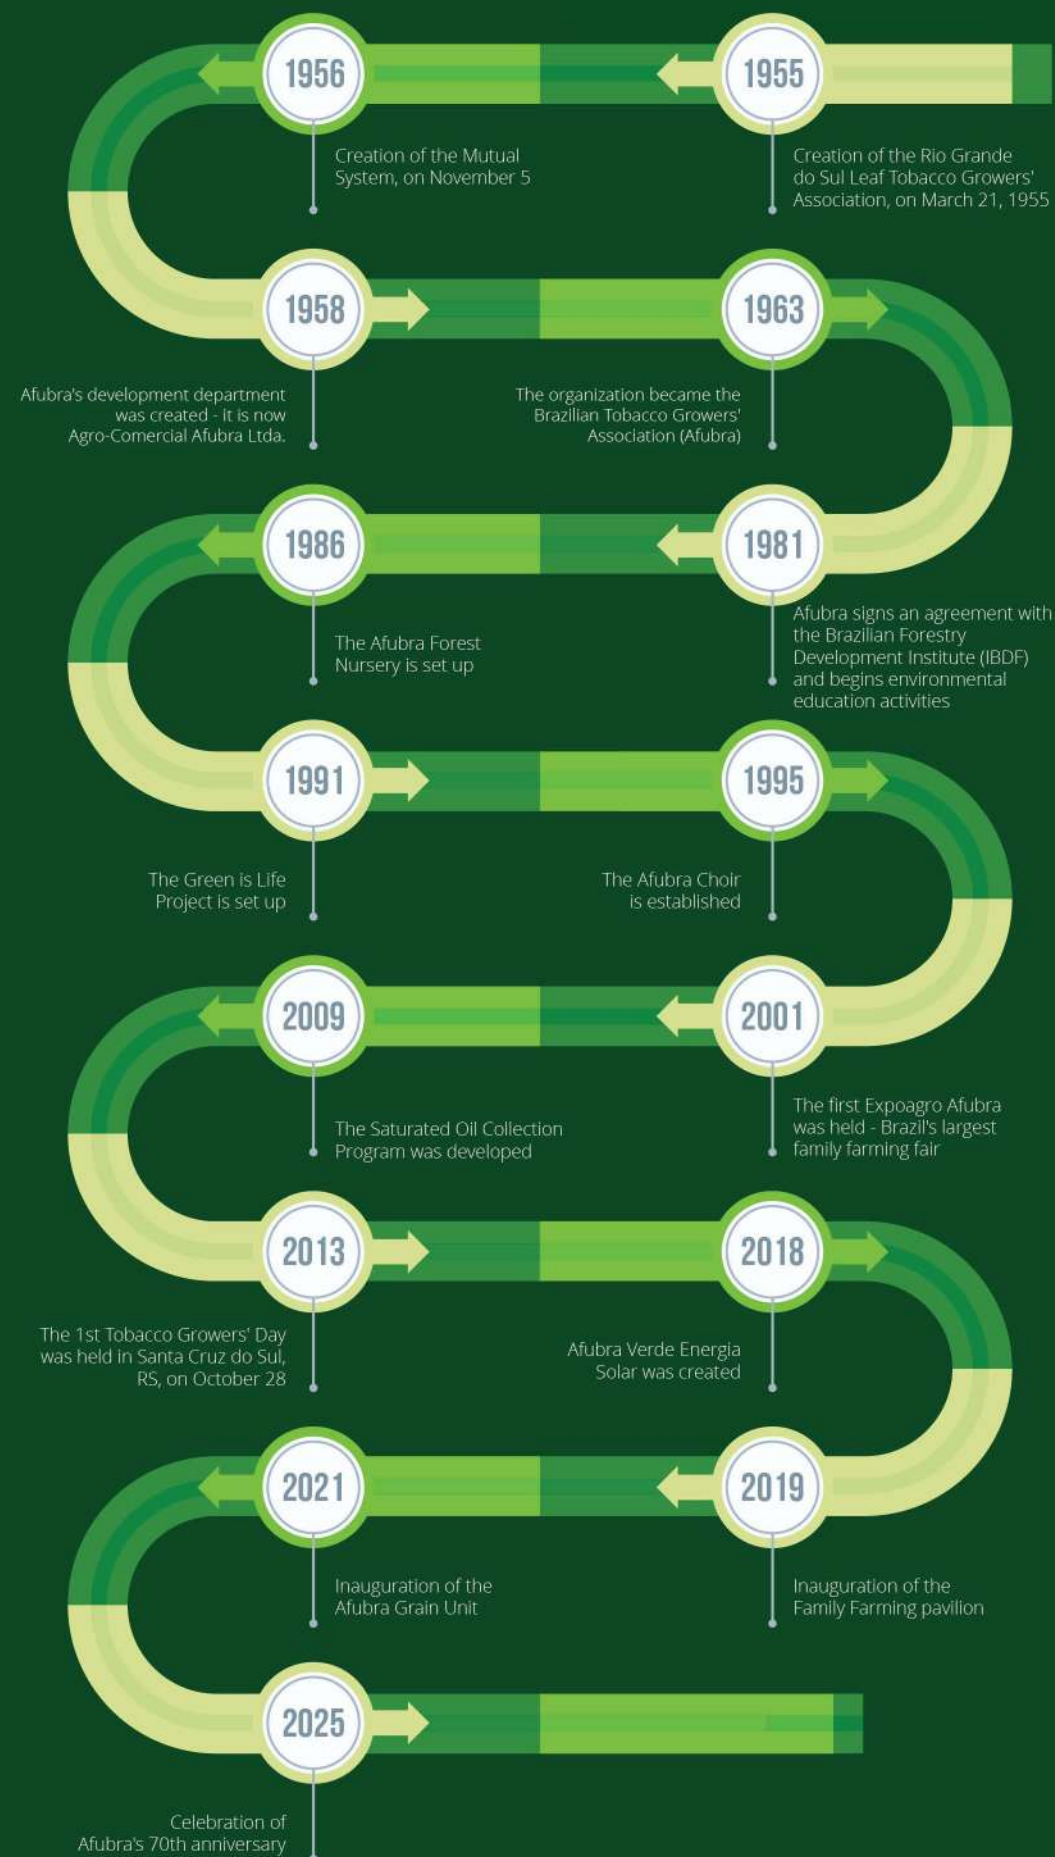 1955
Creation of the Rio Grande
do Sul Leaf Tobacco Growers'
Association, on March 21, 1955
1956
Creation of the Mutual
System, on November 5
1958
Afubra's development department
was created - it is now
Agro-Comercial Afubra Ltda.
1963
The organization became the
Brazilian Tobacco Growers'
Association (Afubra)
1981
Afubra signs an agreement with
the Brazilian Forestry
Development Institute (IBDF)
and begins environmental
education activities
1986
The Afubra Forest
Nursery is set up
1991
The Green is Life
Project is set up
1995
The Afubra Choir
is established
2001
The first Expoagro Afubra
was held - Brazil's largest
family farming fair
2009
The Saturated Oil Collection
Program was developed
2013
The 1st Tobacco Growers' Day
was held in Santa Cruz do Sul,
RS, on October 28
2018
Afubra Verde Energia
Solar was created
2019
Inauguration of the
Family Farming pavilion
2021
Inauguration of the
Afubra Grain Unit
2025
Celebration of
Afubra's 70th anniversary